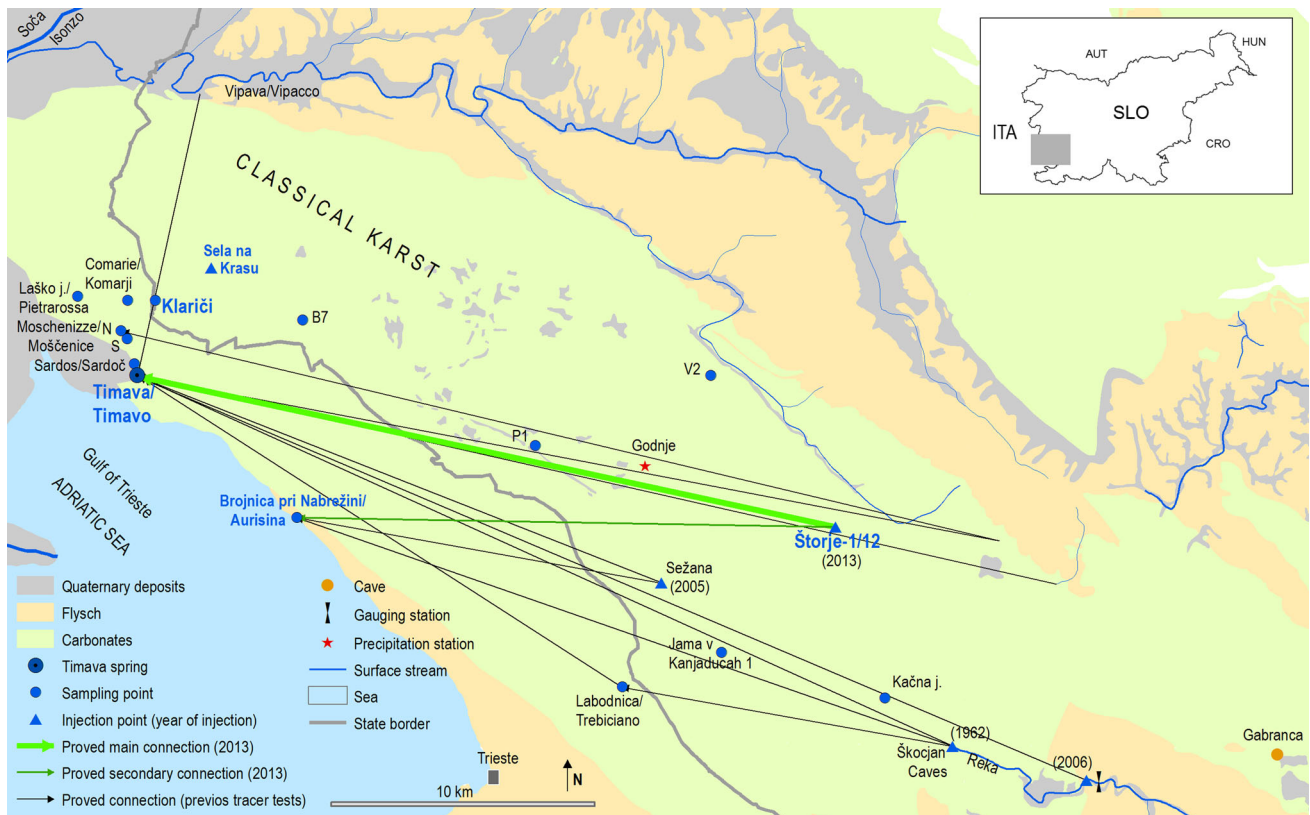 Soča
Isonzo
Vipava/Vipacco
CLASSICAL KARST
Sela na
Krasu
Comarie/
Komarji
Laško j./
Pietrarossa
Klariči
Moschenizze/
Moščenice
N
S
Sardos/Sardoč
Timava/
Timavo
B7
V2
P1
Godnje
Gulf of Trieste
ADRIATIC SEA
Brojnica pri Nabrežini/
Aurisina
Štorje-1/12
(2013)
Sežana
(2005)
Jama v
Kanjaducah 1
Labodnica/
Trebiciano
Kačna j.
(1962)
Škocjan
Caves
Reka
(2006)
Gabranca
Trieste
N
10 km
AUT
HUN
SLO
ITA
CRO
Quaternary deposits
Flysch
Carbonates
Timava spring
Sampling point
Injection point (year of injection)
Proved main connection (2013)
Proved secondary connection (2013)
Proved connection (previos tracer tests)
Cave
Gauging station
Precipitation station
Surface stream
Sea
State border